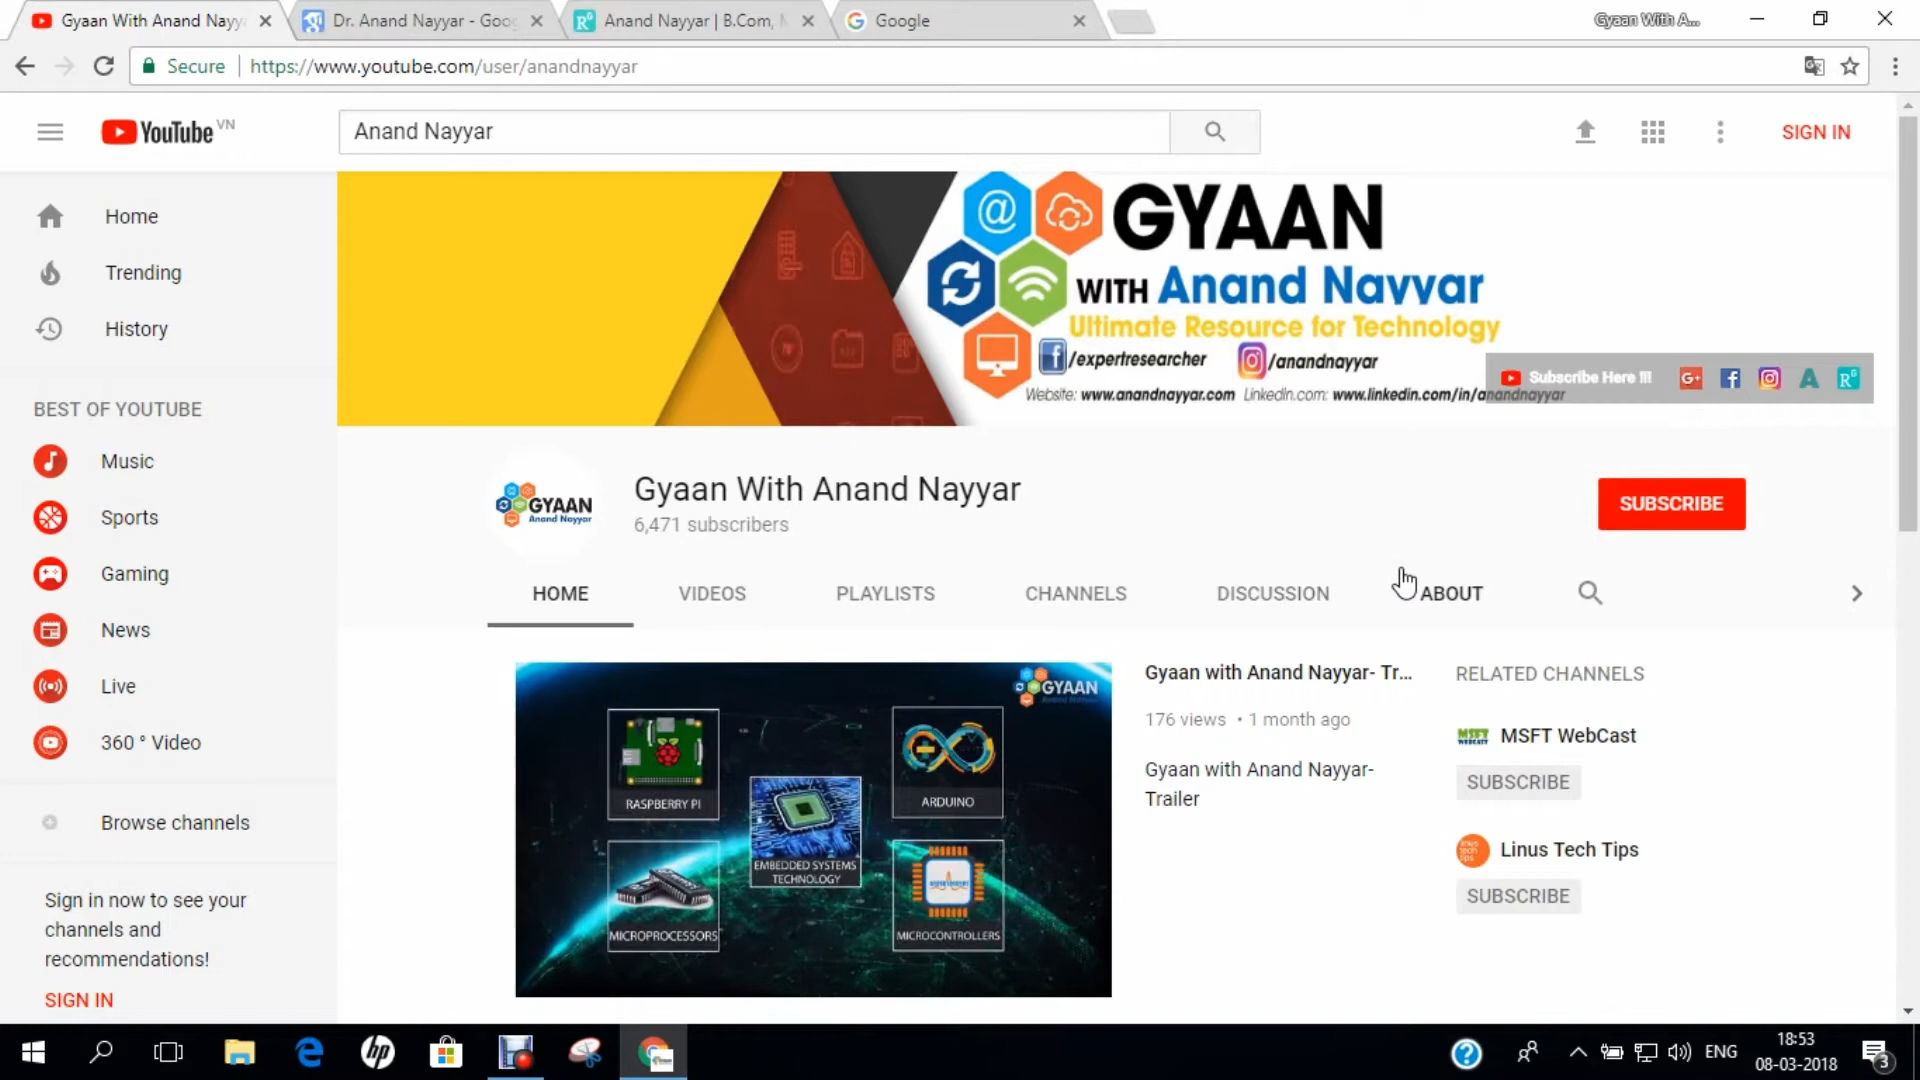 Gyaan With Anand Nayya
Dr. Anand Nayyar - Goo
Anand Nayyar | B.Com,
Google
Gyaan With A...
Secure
https://www.youtube.com/user/anandnayyar
YouTube VN
Anand Nayyar
SIGN IN
Home
Trending
History
BEST OF YOUTUBE
Music
Sports
Gaming
News
Live
360 ° Video
Browse channels
Sign in now to see your
channels and
recommendations!
SIGN IN
GYAAN
WITH Anand Nayyar
Ultimate Resource for Technology
/expertresearcher
/anandnayyar
Website: www.anandnayyar.com LinkedIn.com: www.linkedin.com/in/anandnayyar
Subscribe Here !!!
GYAAN
Anand Nayyar
Gyaan With Anand Nayyar
6,471 subscribers
SUBSCRIBE
HOME
VIDEOS
PLAYLISTS
CHANNELS
DISCUSSION
ABOUT
GYAAN
RASPBERRY PI
ARDUINO
EMBEDDED SYSTEMS
TECHNOLOGY
MICROPROCESSORS
MICROCONTROLLERS
Gyaan with Anand Nayyar- Tr...
176 views • 1 month ago
Gyaan with Anand Nayyar-
Trailer
RELATED CHANNELS
MSFT WebCast
SUBSCRIBE
Linus Tech Tips
SUBSCRIBE
ENG
18:53
08-03-2018
3